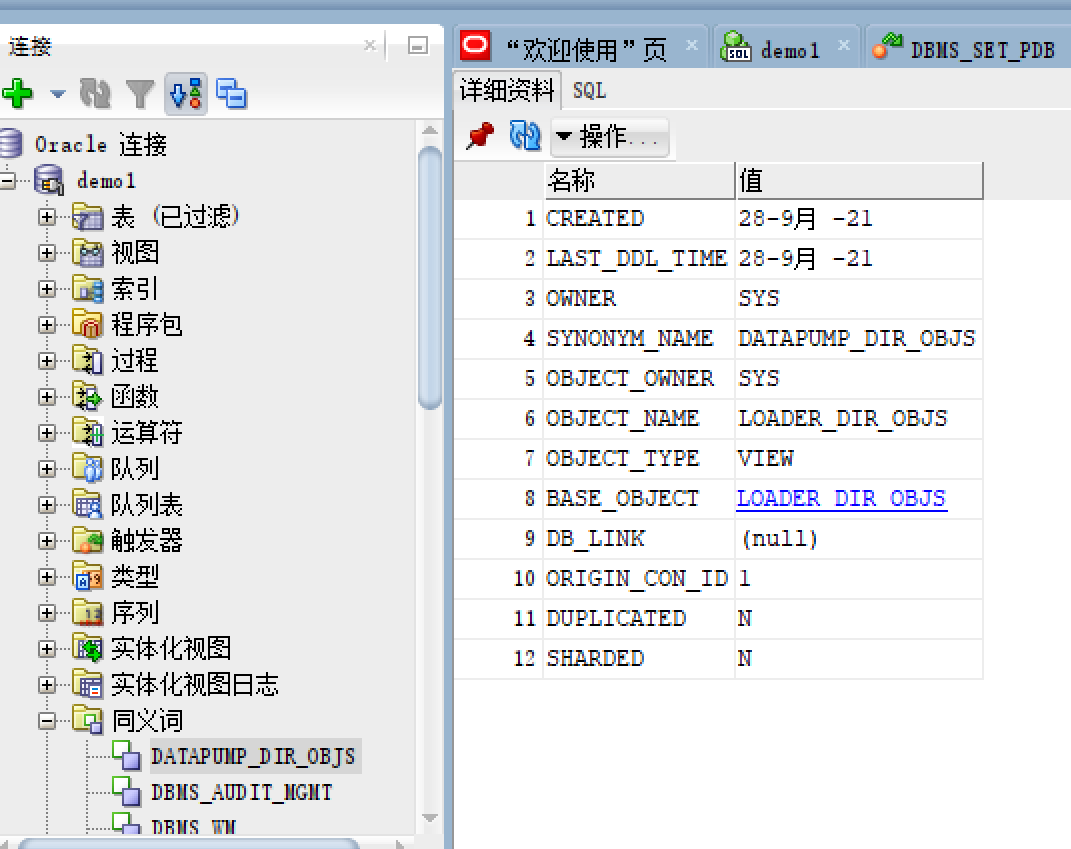 连接
Oracle 连接
demo1
表 (已过滤)
视图
索引
程序包
过程
函数
运算符
队列
队列表
触发器
类型
序列
实体化视图
实体化视图日志
同义词
DATAPUMP_DIR_OBJS
DBMS_AUDIT_MGMT
DBMS_WM
“欢迎使用”页 demo1 DBMS_SET_PDB
详细资料 SQL
操作...
名称 值
1 CREATED 28-9月 -21
2 LAST_DDL_TIME 28-9月 -21
3 OWNER SYS
4 SYNONYM_NAME DATAPUMP_DIR_OBJS
5 OBJECT_OWNER SYS
6 OBJECT_NAME LOADER_DIR_OBJS
7 OBJECT_TYPE VIEW
8 BASE_OBJECT LOADER_DIR_OBJS
9 DB_LINK (null)
10 ORIGIN_CON_ID 1
11 DUPLICATED N
12 SHARDED N